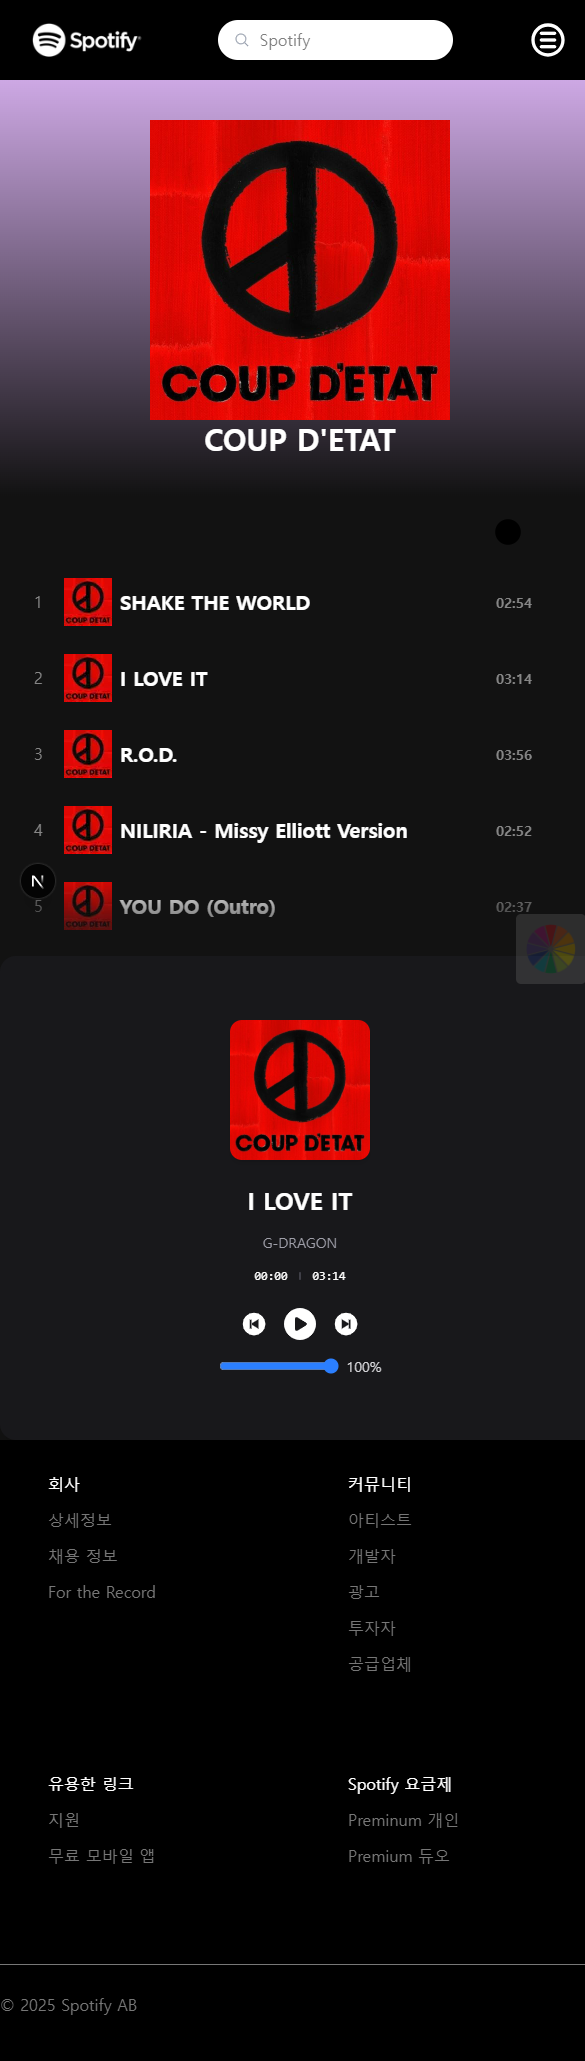 Spotify
Spotify
COUP D'ETAT
COUP D'ETAT
1
COUP D'ETAT
SHAKE THE WORLD
02:54
2
COUP D'ETAT
I LOVE IT
03:14
3
COUP D'ETAT
R.O.D.
03:56
4
COUP D'ETAT
NILIRIA - Missy Elliott Version
02:52
N
5
COUP D'ETAT
YOU DO (Outro)
02:37
COUP D'ETAT
I LOVE IT
G-DRAGON
00:00 | 03:14
100%
회사
상세정보
채용 정보
For the Record
커뮤니티
아티스트
개발자
광고
투자자
공급업체
유용한 링크
지원
무료 모바일 앱
Spotify 요금제
Preminum 개인
Premium 듀오
© 2025 Spotify AB